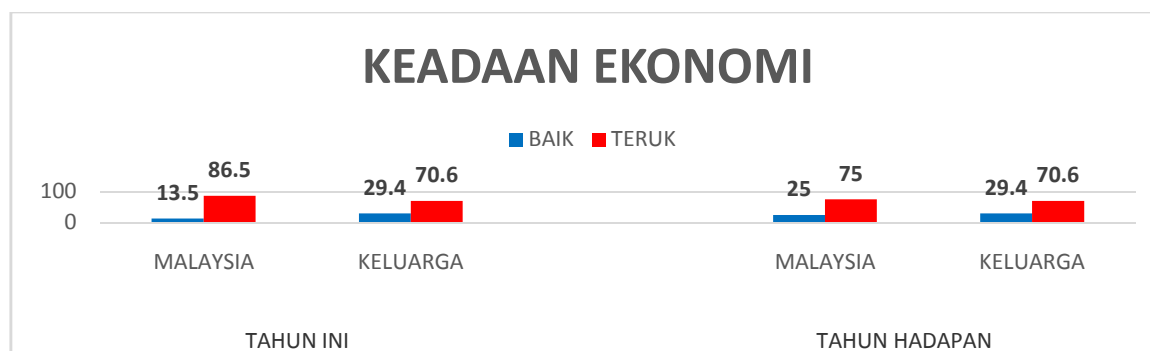 KEADAAN EKONOMI
BAIK TERUK
13.5 86.5 29.4 70.6 25 75 29.4 70.6
100
0
MALAYSIA KELUARGA MALAYSIA KELUARGA
TAHUN INI TAHUN HADAPAN